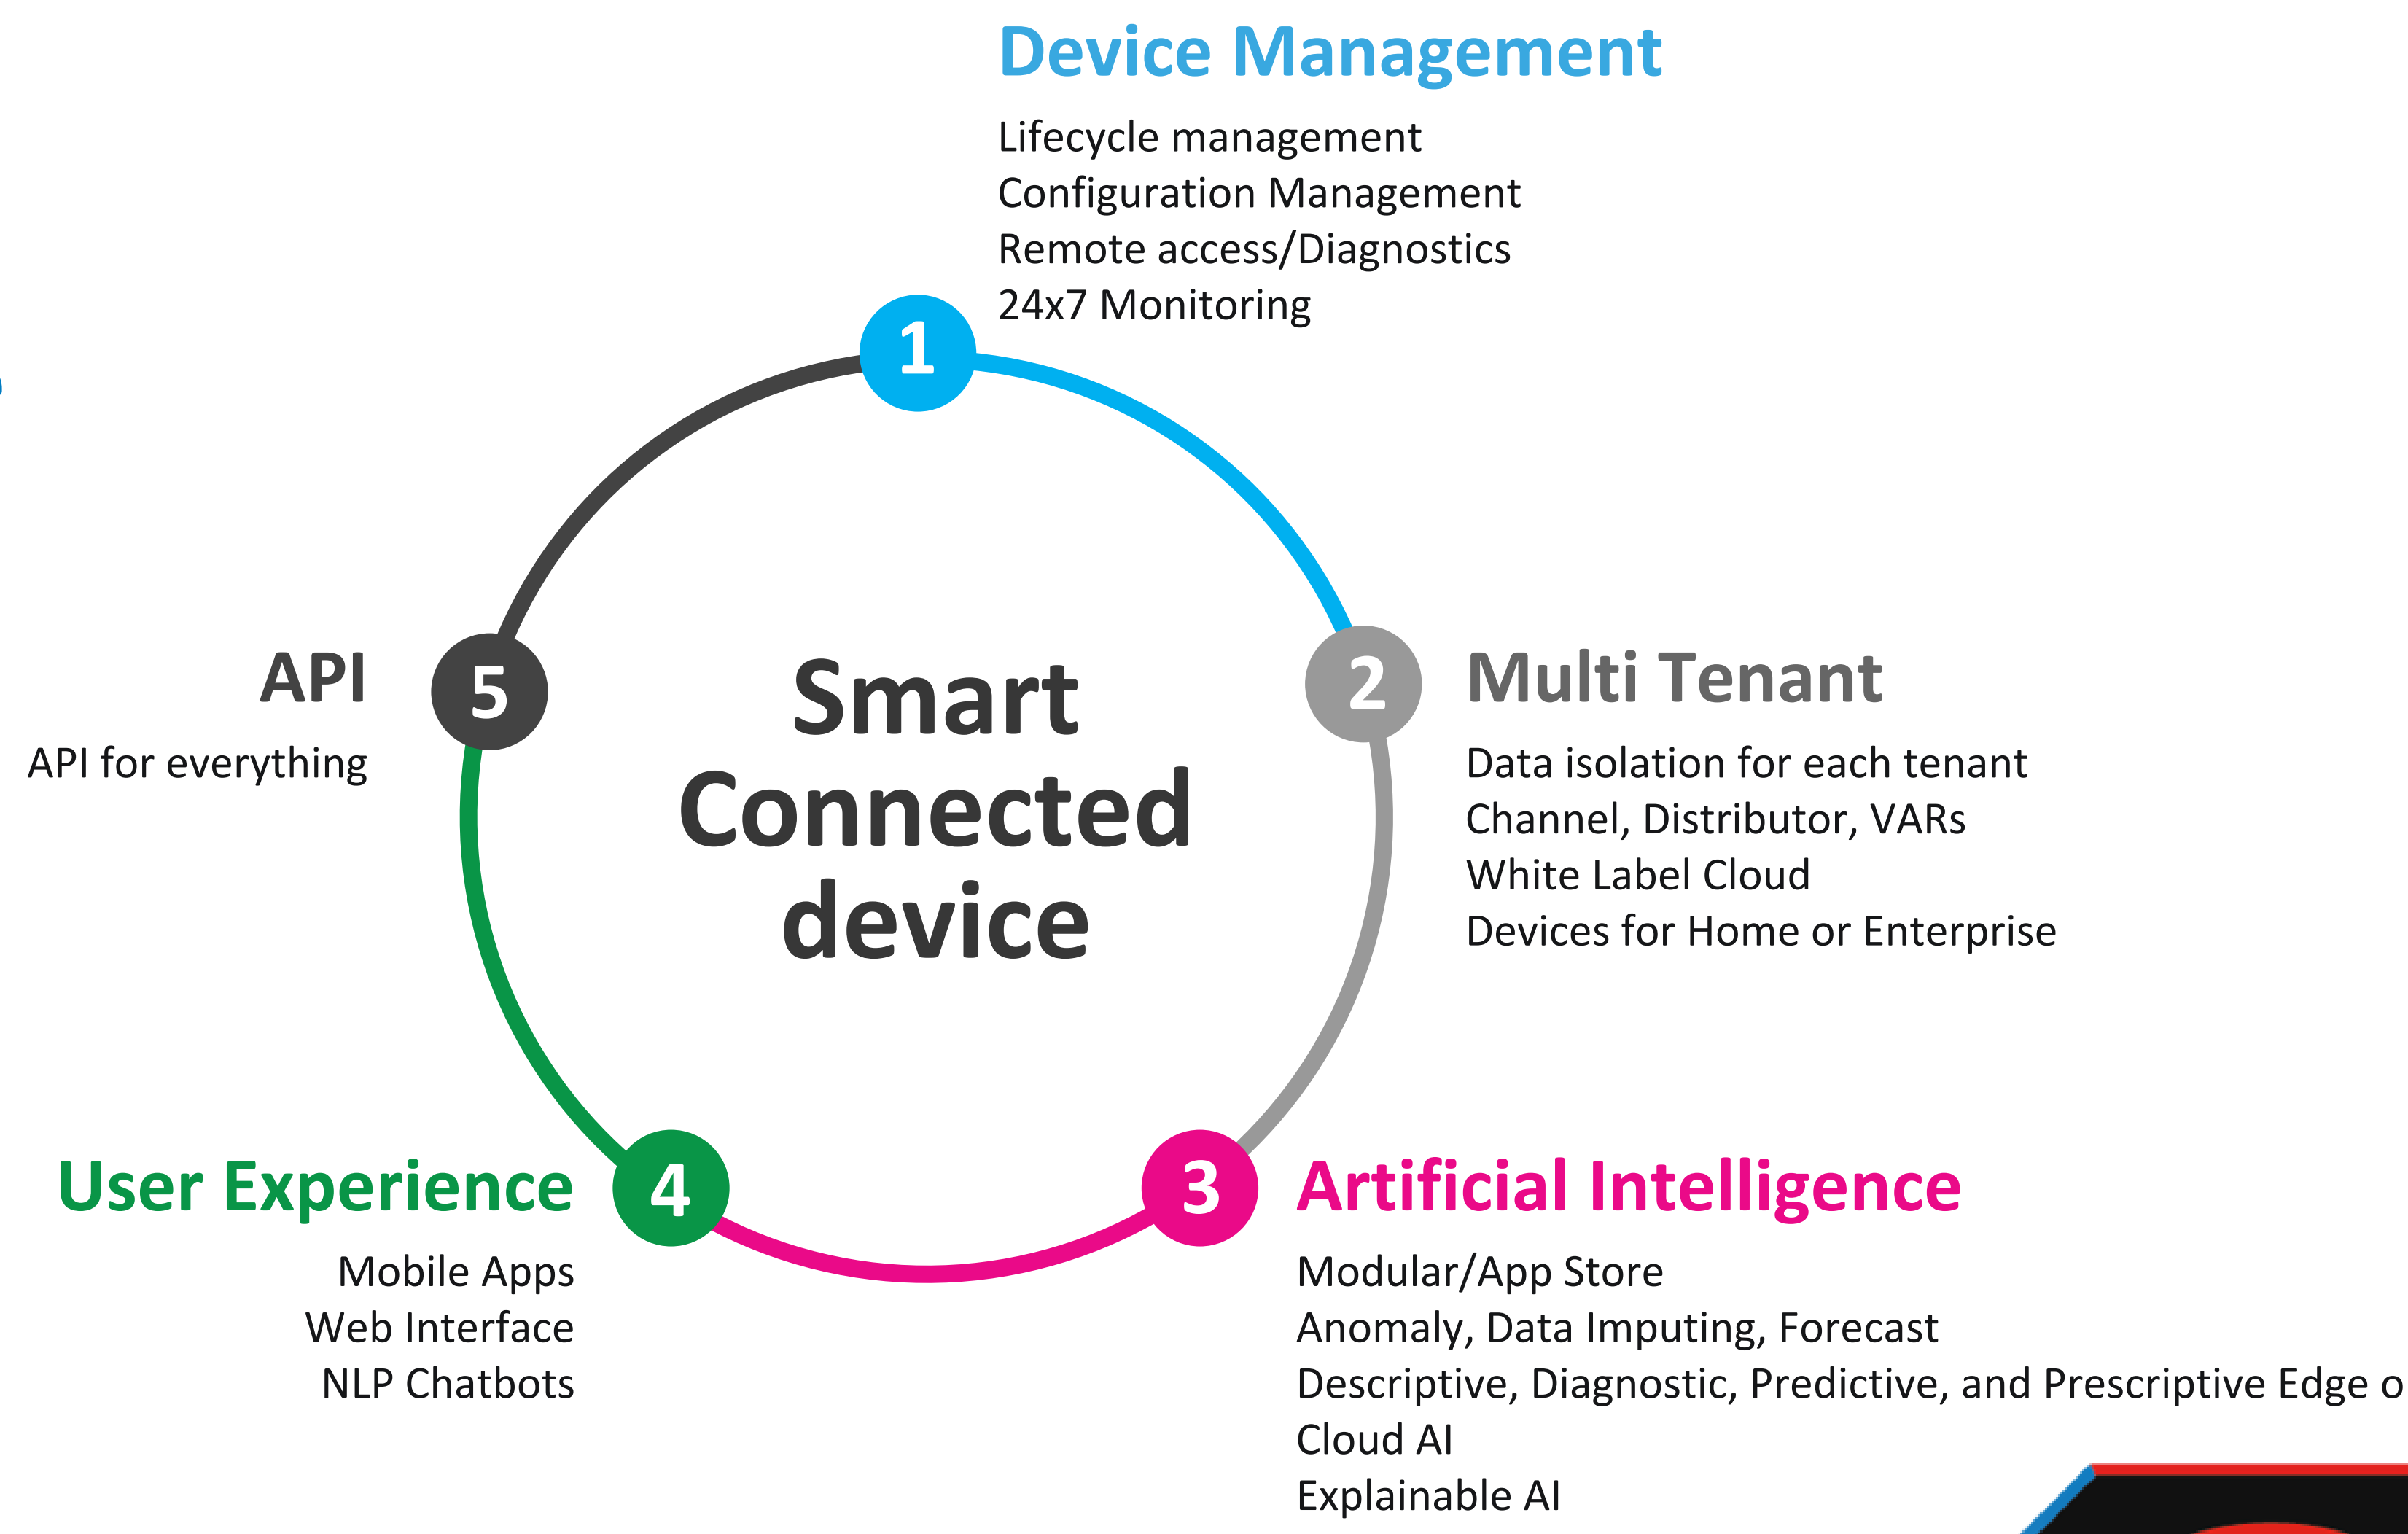 Device Management
Lifecycle management
Configuration Management
Remote access/Diagnostics
24x7 Monitoring
1
2
Multi Tenant
Data isolation for each tenant
Channel, Distributor, VARs
White Label Cloud
Devices for Home or Enterprise
Smart
Connected
device
3
Artificial Intelligence
Modular/App Store
Anomaly, Data Imputing, Forecast
Descriptive, Diagnostic, Predictive, and Prescriptive Edge
Cloud AI
Explainable AI
4
User Experience
Mobile Apps
Web Interface
NLP Chatbots
5
API
API for everything